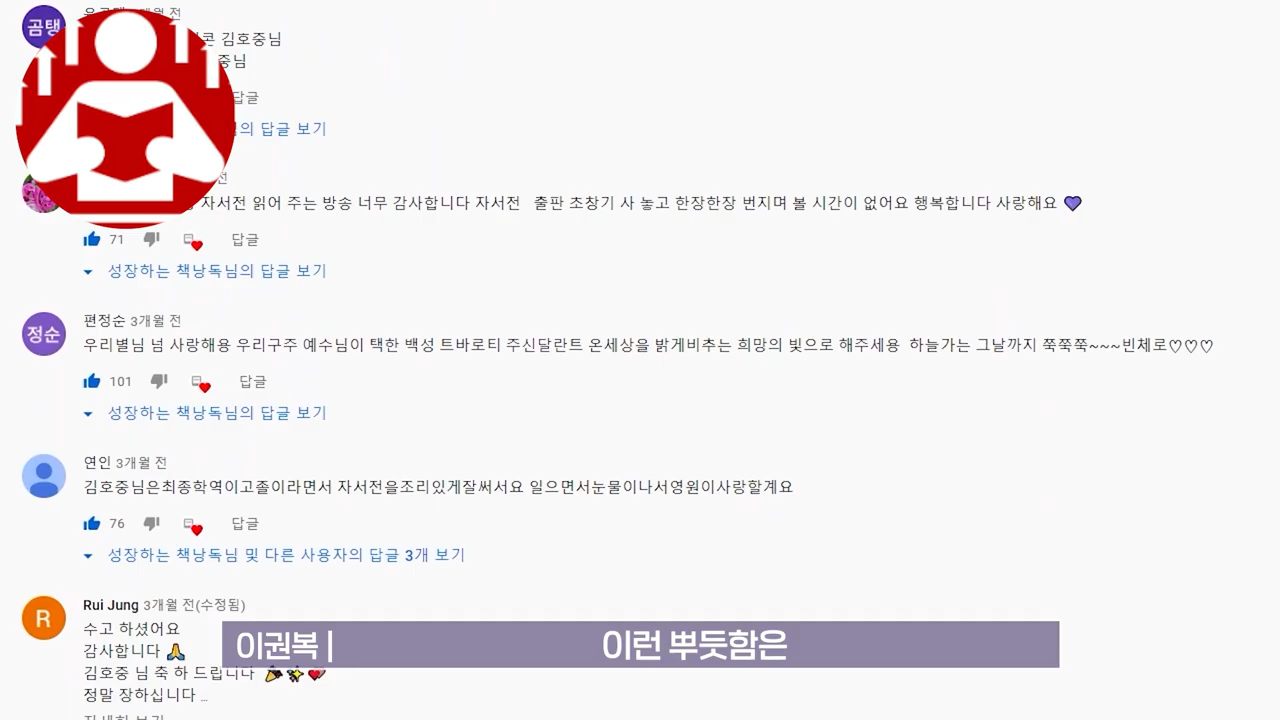 곰탱
전
콘 김호중님
중님
답글
의 답글 보기
전
자서전 읽어 주는 방송 너무 감사합니다 자서전 출판 초창기 사 놓고 한장한장 번지며 볼 시간이 없어요 행복합니다 사랑해요 💜
71 답글
성장하는 책낭독님의 답글 보기
정순
편정순 3개월 전
우리별님 넘 사랑해용 우리구주 예수님이 택한 백성 트바로티 주신달란트 온세상을 밝게비추는 희망의 빛으로 해주세용 하늘가는 그날까지 쭉쭉쭉~~~빈체로♡♡♡
101 답글
성장하는 책낭독님의 답글 보기
연인 3개월 전
김호중님은최종학역이고졸이라면서 자서전을조리있게잘써서요 일으면서눈물이나서영원이사랑할계요
76 답글
성장하는 책낭독님 및 다른 사용자의 답글 3개 보기
R
Rui Jung 3개월 전(수정됨)
수고 하셨어요
감사합니다 🙏
김호중 님 축 하 드립니다 🎉✨💕
정말 장하십니다 ...
이권복 | 이런 뿌듯함은